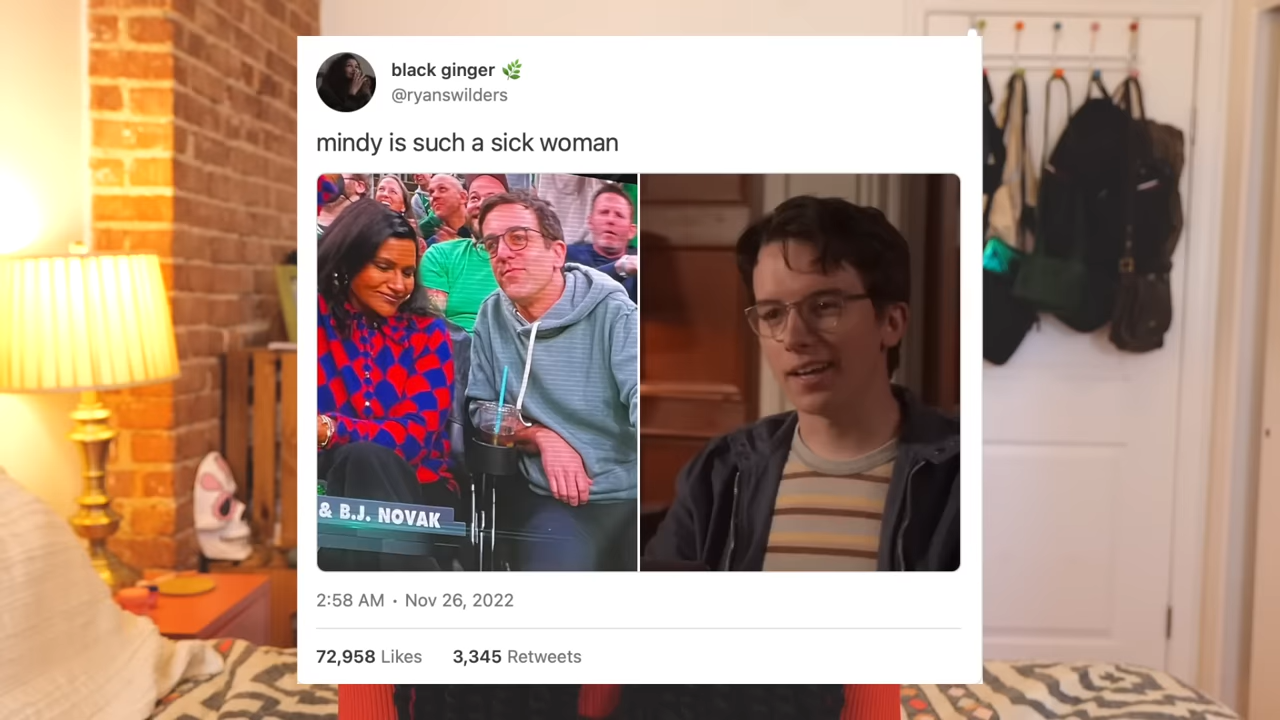 black ginger 🌿
@ryanswilders
mindy is such a sick woman
& B.J. NOVAK
2:58 AM · Nov 26, 2022
72,958 Likes 3,345 Retweets